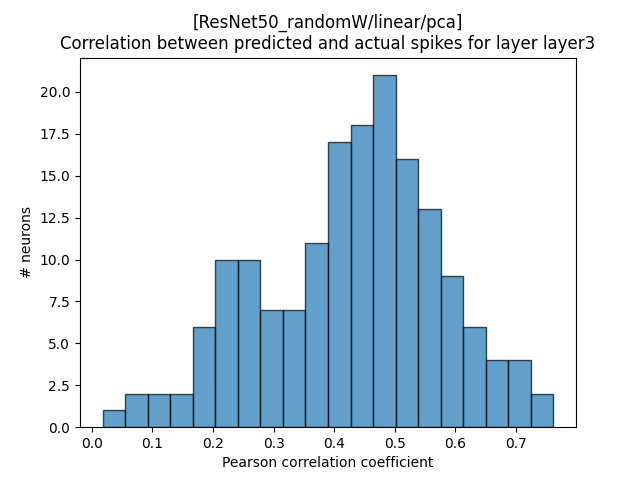 [ResNet50_randomW/linear/pca]
Correlation between predicted and actual spikes for layer layer3
20.0
17.5
15.0
12.5
10.0
7.5
5.0
2.5
0.0
# neurons
0.0 0.1 0.2 0.3 0.4 0.5 0.6 0.7
Pearson correlation coefficient